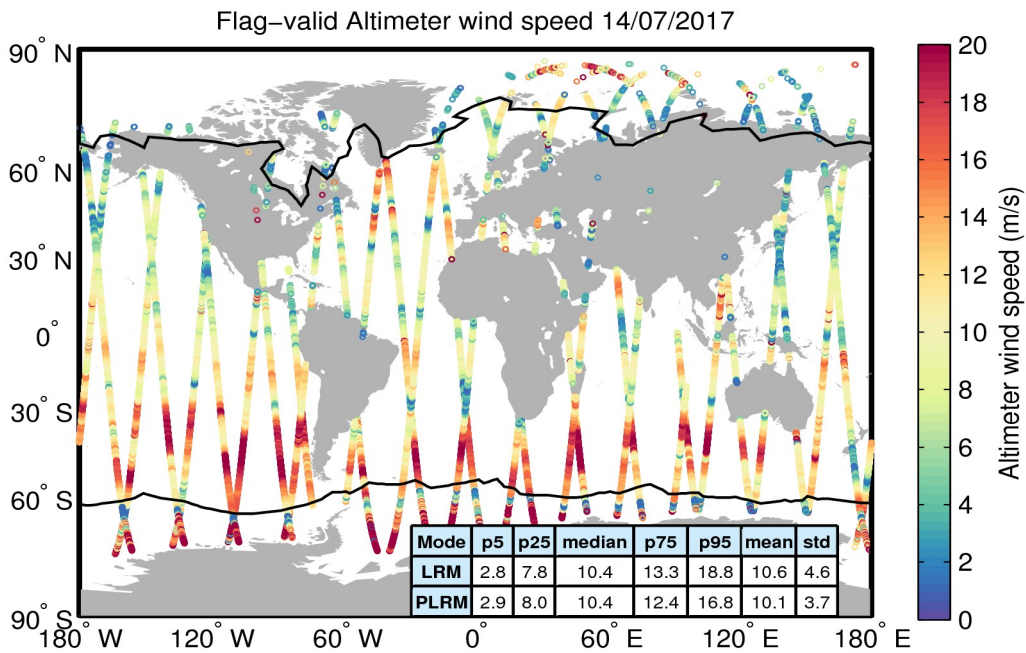 Flag−valid Altimeter wind speed 14/07/2017
90° N
60° N
30° N
0°
30° S
60° S
90° S
180° W
120° W
60° W
0°
60° E
120° E
180° E
Mode p5 p25 median p75 p95 mean std
LRM 2.8 7.8 10.4 13.3 18.8 10.6 4.6
PLRM 2.9 8.0 10.4 12.4 16.8 10.1 3.7
20
18
16
14
12
10
8
6
4
2
0
Altimeter wind speed (m/s)